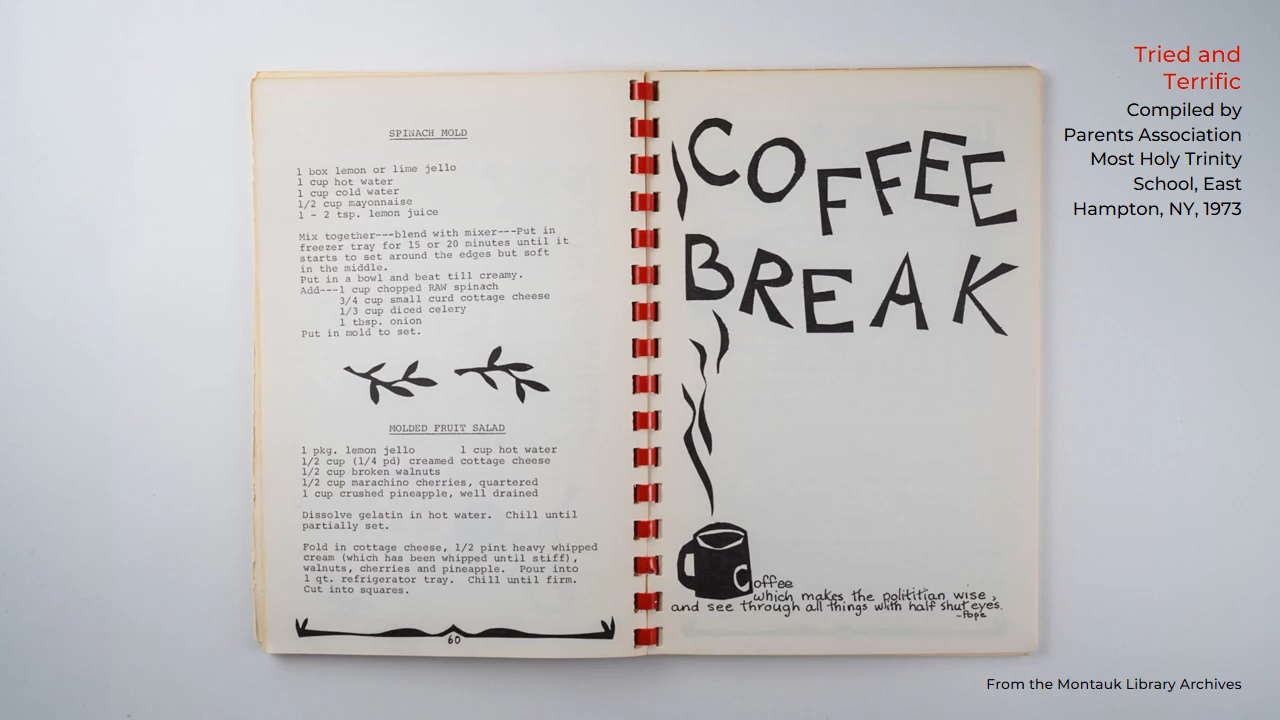 SPINACH MOLD
1 box lemon or lime jello
1 cup hot water
1 cup cold water
1/2 cup mayonnaise
1 - 2 tsp. lemon juice
Mix together---blend with mixer---Put in
freezer tray for 15 or 20 minutes until it
starts to set around the edges but soft
in the middle.
Put in a bowl and beat till creamy.
Add---1 cup chopped RAW spinach
3/4 cup small curd cottage cheese
1/3 cup diced celery
1 tbsp. onion
Put in mold to set.
MOLDED FRUIT SALAD
1 pkg. lemon jello 1 cup hot water
1/2 cup (1/4 pd) creamed cottage cheese
1/2 cup broken walnuts
1/2 cup marachino cherries, quartered
1 cup crushed pineapple, well drained
Dissolve gelatin in hot water. Chill until
partially set.
Fold in cottage cheese, 1/2 pint heavy whipped
cream (which has been whipped until stiff),
walnuts, cherries and pineapple. Pour into
1 qt. refrigerator tray. Chill until firm.
Cut into squares.
60
COFFEE
BREAK
Coffee
which makes the polititian wise,
and see through all things with half shut eyes.
-Pope
Tried and
Terrific
Compiled by
Parents Association
Most Holy Trinity
School, East
Hampton, NY, 1973
From the Montauk Library Archives